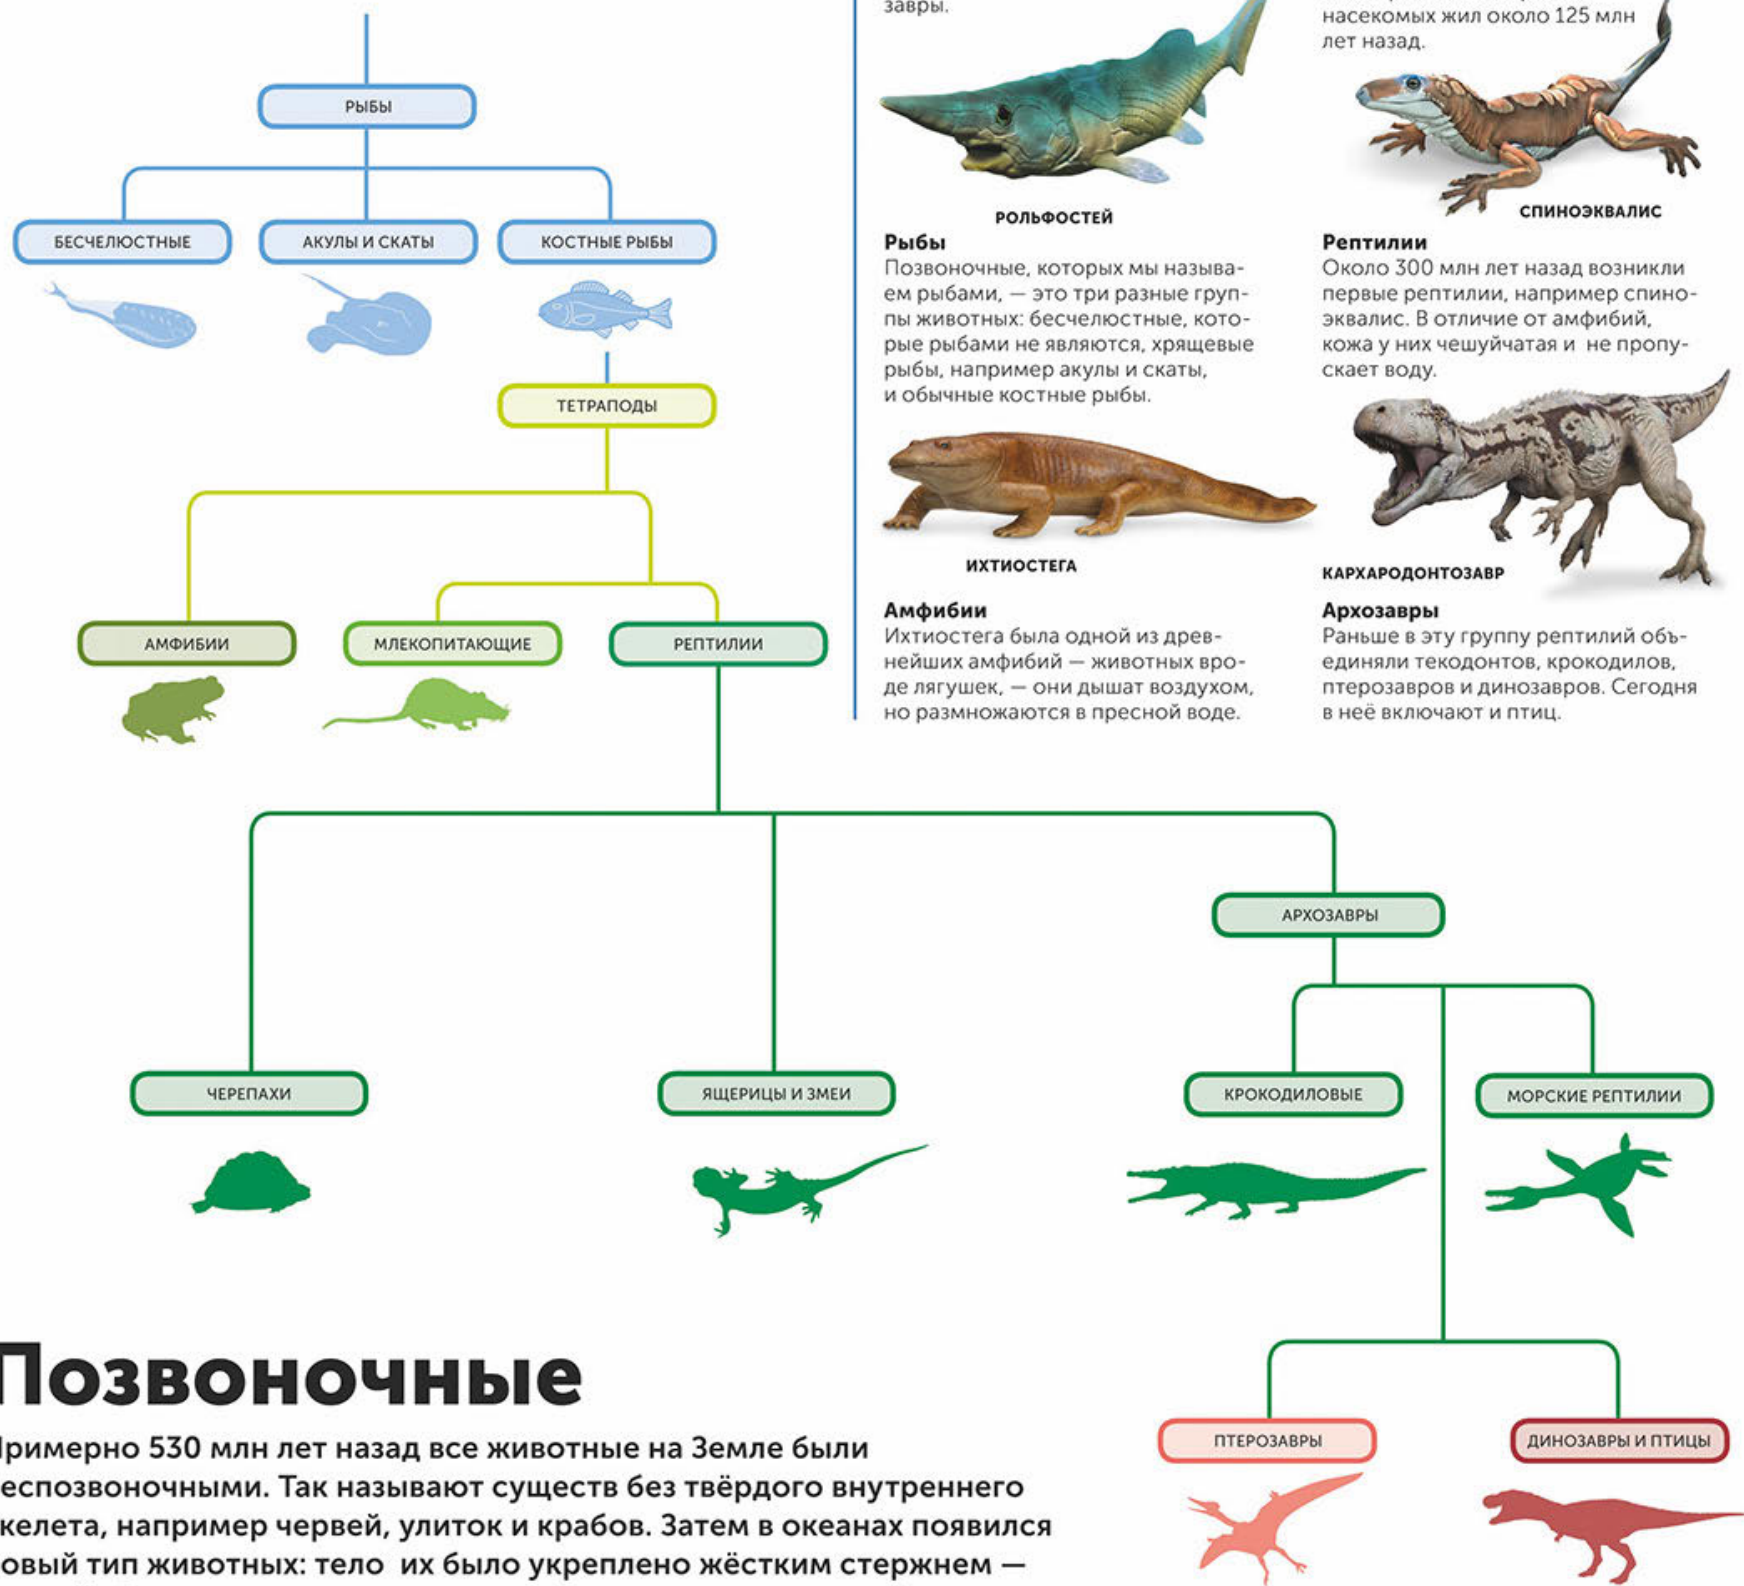 РЫБЫ
БЕСЧЕЛЮСТНЫЕ
АКУЛЫ И СКАТЫ
КОСТНЫЕ РЫБЫ
ТЕТРАПОДЫ
АМФИБИИ
МЛЕКОПИТАЮЩИЕ
РЕПТИЛИИ
завры.
РОЛЬФОСТЕЙ
Рыбы
Позвоночные, которых мы называ-
ем рыбами, — это три разные груп-
пы животных: бесчелюстные, кото-
рые рыбами не являются, хрящевые
рыбы, например акулы и скаты,
и обычные костные рыбы.
ИХТИОСТЕГА
Амфибии
Ихтиостега была одной из древ-
нейших амфибий — животных вро-
де лягушек, — они дышат воздухом,
но размножаются в пресной воде.
насекомых жил около 125 млн
лет назад.
СПИНОЭКВАЛИС
Рептилии
Около 300 млн лет назад возникли
первые рептилии, например спино-
эквалис. В отличие от амфибий,
кожа у них чешуйчатая и не пропу-
скает воду.
КАРХАРОДОНТОЗАВР
Архозавры
Раньше в эту группу рептилий объ-
единяли текодонтов, крокодилов,
птерозавров и динозавров. Сегодня
в неё включают и птиц.
АРХОЗАВРЫ
ЧЕРЕПАХИ
ЯЩЕРИЦЫ И ЗМЕИ
КРОКОДИЛОВЫЕ
МОРСКИЕ РЕПТИЛИИ
ПТЕРОЗАВРЫ
ДИНОЗАВРЫ И ПТИЦЫ
Позвоночные
римерно 530 млн лет назад все животные на Земле были
еспозвоночными. Так называют существ без твёрдого внутреннего
келета, например червей, улиток и крабов. Затем в океанах появился
овый тип животных: тело их было укреплено жёстким стержнем —